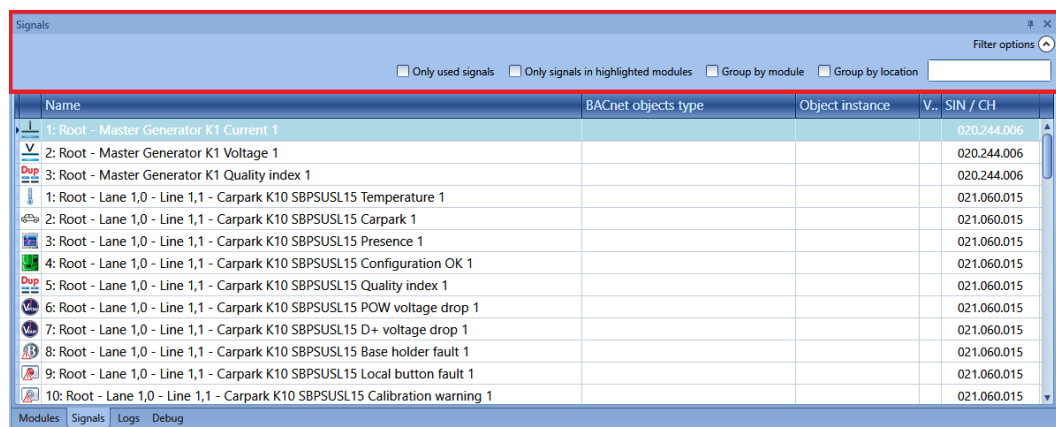 Signals
Filter options
Only used signals Only signals in highlighted modules Group by module Group by location
Name BACnet objects type Object instance V.. SIN / CH
1: Root - Master Generator K1 Current 1 020.244.006
V 2: Root - Master Generator K1 Voltage 1 020.244.006
Dup 3: Root - Master Generator K1 Quality index 1 020.244.006
1: Root - Lane 1,0 - Line 1,1 - Carpark K10 SBPSUSL15 Temperature 1 021.060.015
2: Root - Lane 1,0 - Line 1,1 - Carpark K10 SBPSUSL15 Carpark 1 021.060.015
3: Root - Lane 1,0 - Line 1,1 - Carpark K10 SBPSUSL15 Presence 1 021.060.015
4: Root - Lane 1,0 - Line 1,1 - Carpark K10 SBPSUSL15 Configuration OK 1 021.060.015
Dup 5: Root - Lane 1,0 - Line 1,1 - Carpark K10 SBPSUSL15 Quality index 1 021.060.015
6: Root - Lane 1,0 - Line 1,1 - Carpark K10 SBPSUSL15 POW voltage drop 1 021.060.015
7: Root - Lane 1,0 - Line 1,1 - Carpark K10 SBPSUSL15 D+ voltage drop 1 021.060.015
8: Root - Lane 1,0 - Line 1,1 - Carpark K10 SBPSUSL15 Base holder fault 1 021.060.015
9: Root - Lane 1,0 - Line 1,1 - Carpark K10 SBPSUSL15 Local button fault 1 021.060.015
10: Root - Lane 1,0 - Line 1,1 - Carpark K10 SBPSUSL15 Calibration warning 1 021.060.015
Modules Signals Logs Debug